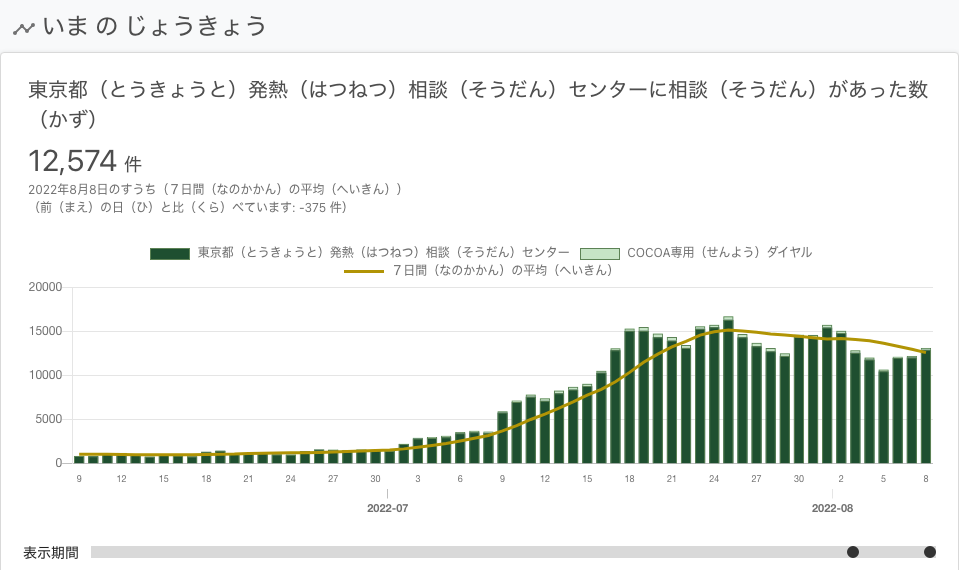 いま の じょうきょう
東京都（とうきょうと）発熱（はつねつ）相談（そうだん）センターに相談（そうだん）があった数
（かず）
12,574 件
2022年8月8日のすうち（７日間（なのかかん）の平均（へいきん））
（前（まえ）の日（ひ）と比（くら）べています: -375 件）
東京都（とうきょうと）発熱（はつねつ）相談（そうだん）センター COCOA専用（せんよう）ダイヤル
７日間（なのかかん）の平均（へいきん）
20000
15000
10000
5000
0
9 12 15 18 21 24 27 30 3 6 9 12 15 18 21 24 27 30 2 5 8
2022-07 2022-08
表示期間